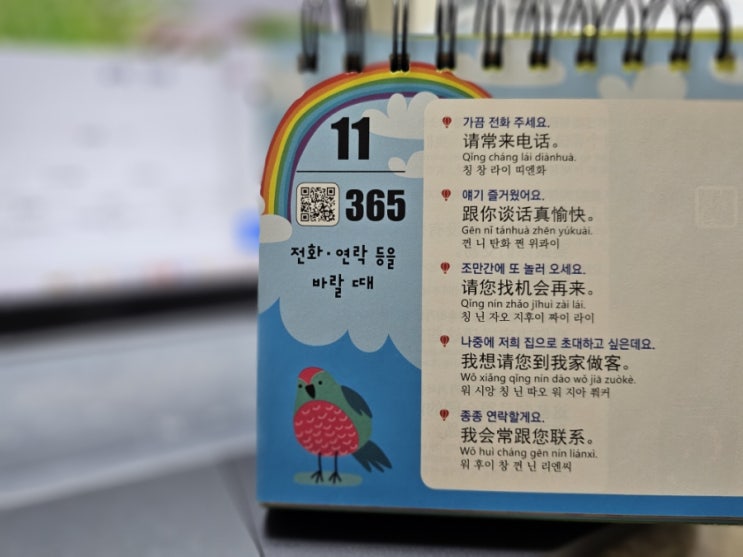 11
365
전화·연락 등을
바랄 때
가끔 전화 주세요.
请常来电话。
Qǐng cháng lái diànhuà.
칭 창 라이 띠엔화
얘기 즐거웠어요.
跟你谈话真愉快。
Gēn nǐ tánhuà zhēn yúkuài.
껀 니 탄화 쩐 위콰이
조만간에 또 놀러 오세요.
请您找机会再来。
Qǐng nín zhǎo jīhuì zài lái.
칭 닌 자오 지후이 짜이 라이
나중에 저희 집으로 초대하고 싶은데요.
我想请您到我家做客。
Wǒ xiǎng qǐng nín dào wǒ jiā zuòkè.
워 시앙 칭 닌 따오 워 지아 쭤커
종종 연락할게요.
我会常跟您联系。
Wǒ huì cháng gēn nín liánxì.
워 후이 창 껀 닌 리엔씨